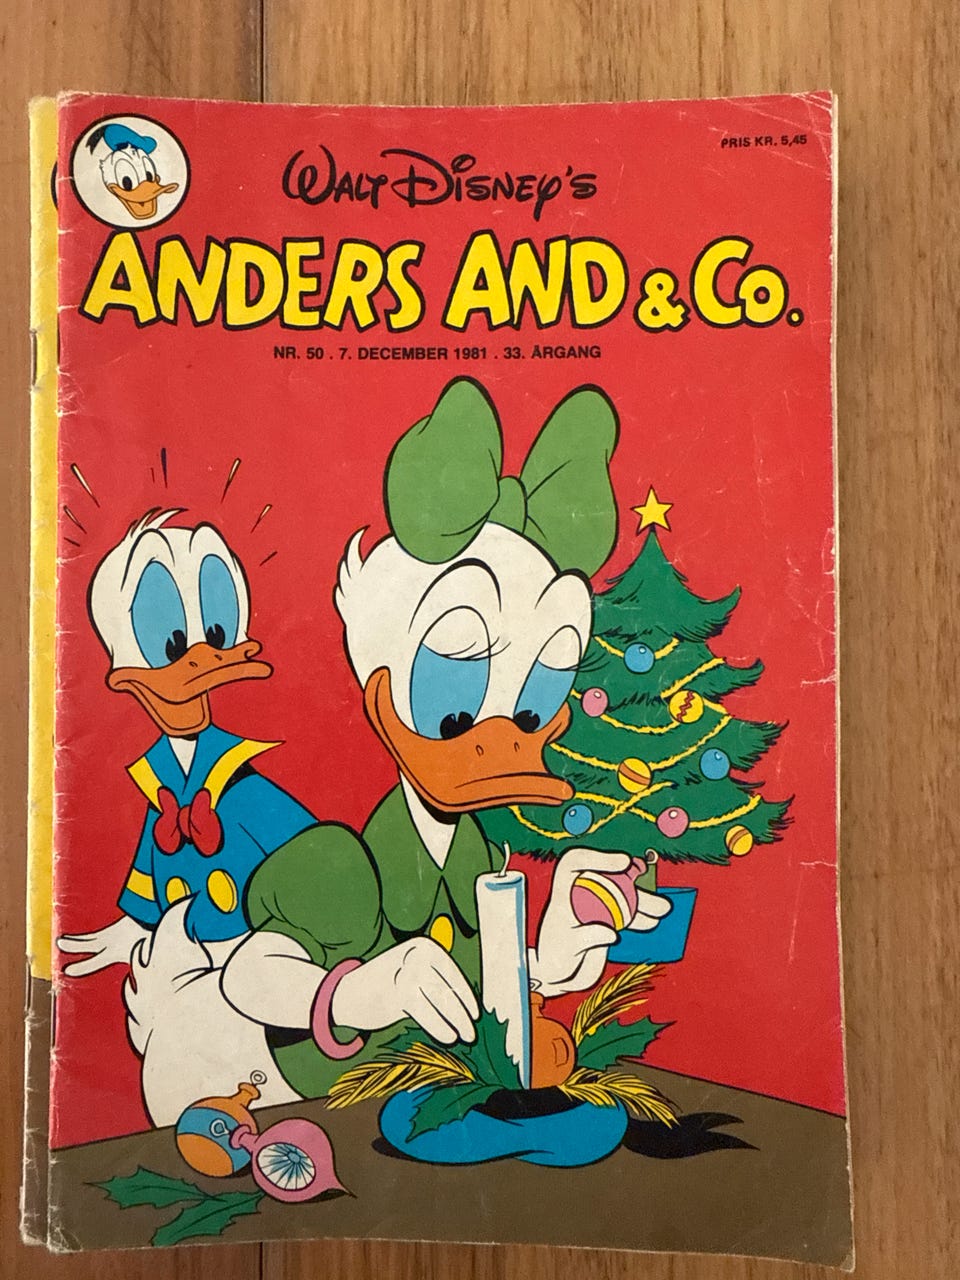 PRIS KR. 5,45
WALT DISNEY'S
ANDERS AND & CO.
NR. 50 . 7. DECEMBER 1981 . 33. ÅRGANG